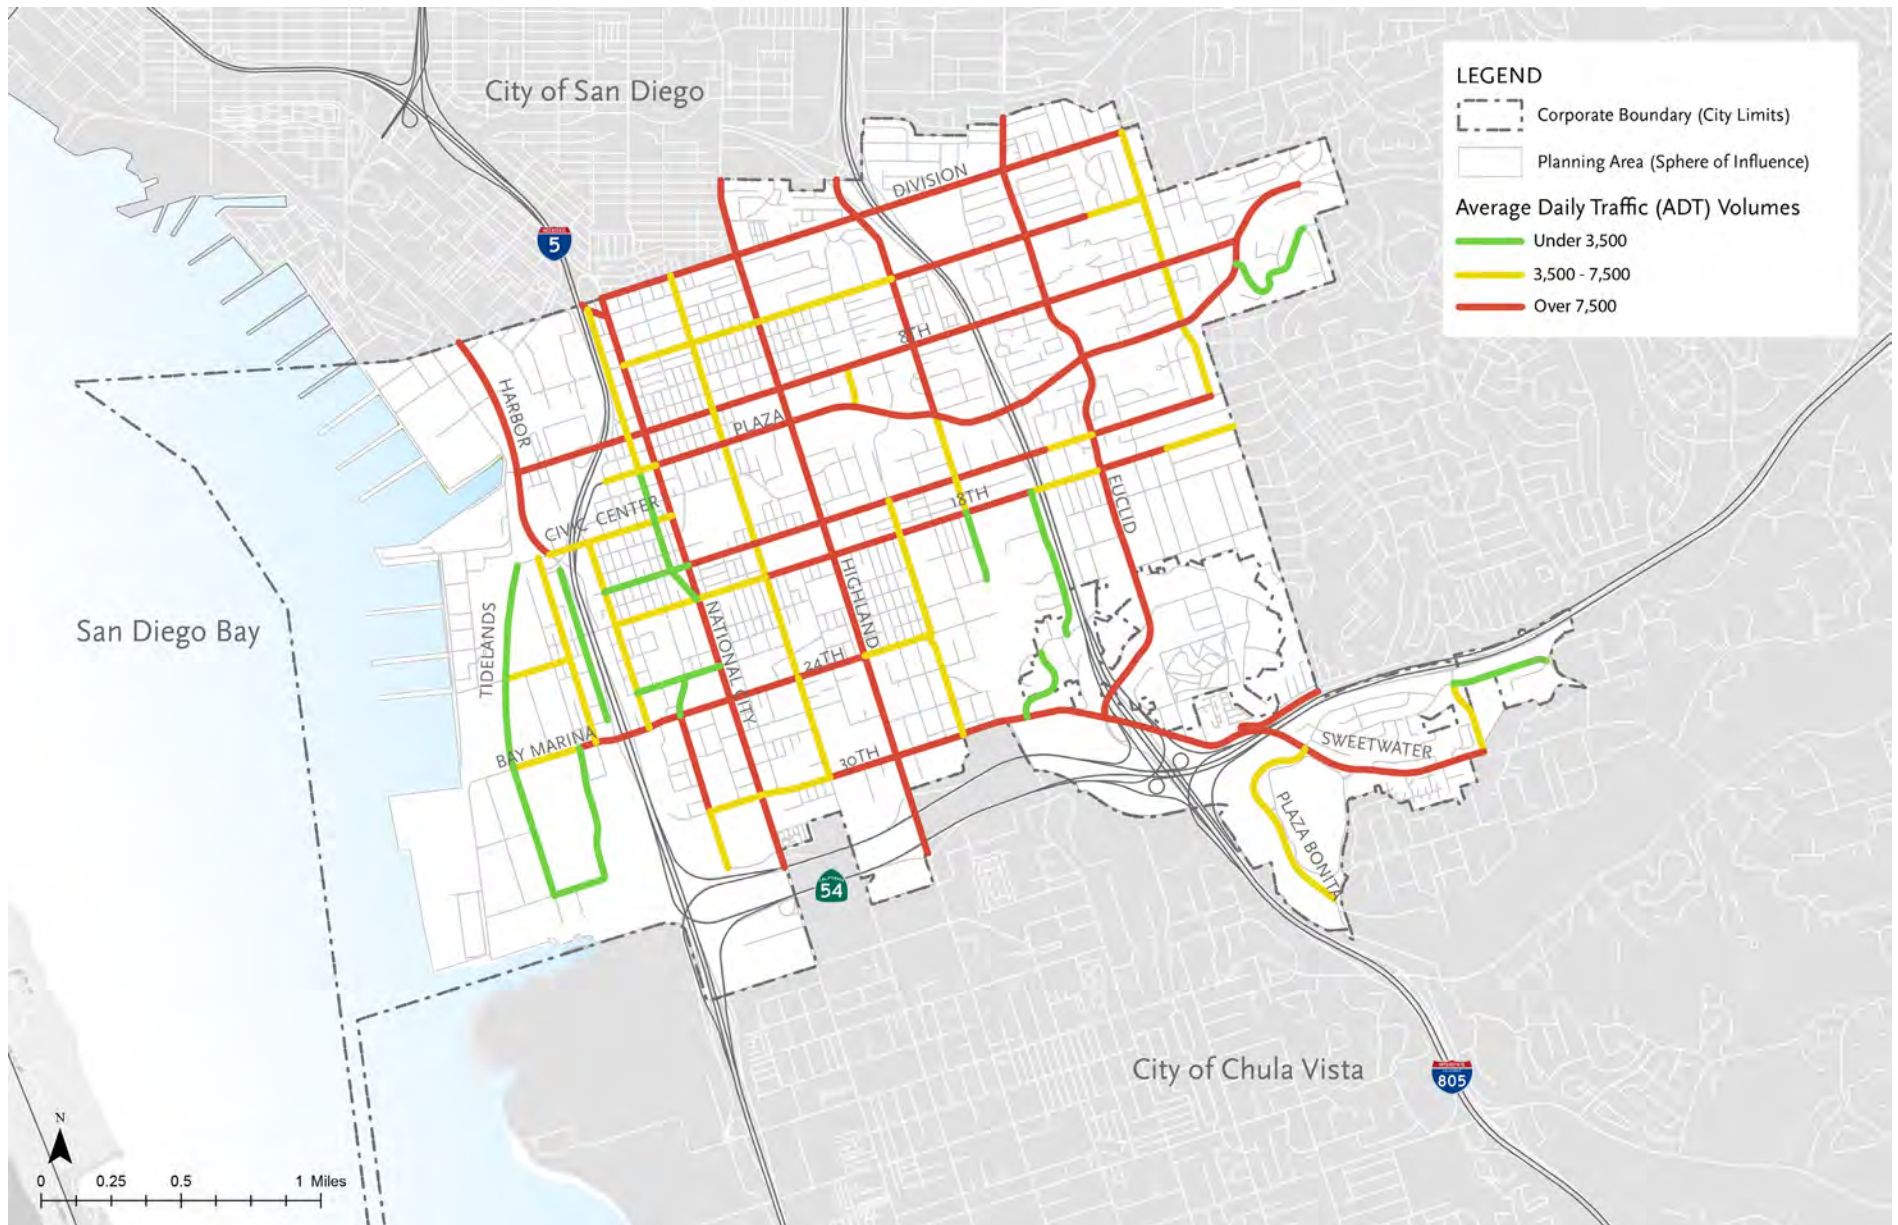 City of San Diego
LEGEND
Corporate Boundary (City Limits)
Planning Area (Sphere of Influence)
Average Daily Traffic (ADT) Volumes
Under 3,500
3,500 - 7,500
Over 7,500
DIVISION
5
8TH
HARBOR
PLAZA
18TH
EUCLID
CIVIC CENTER
HIGHLAND
NATIONAL CITY
TIDELANDS
San Diego Bay
24TH
BAY MARINA
30TH
SWEETWATER
PLAZA BONITA
54
City of Chula Vista
805
N
0 0.25 0.5 1 Miles